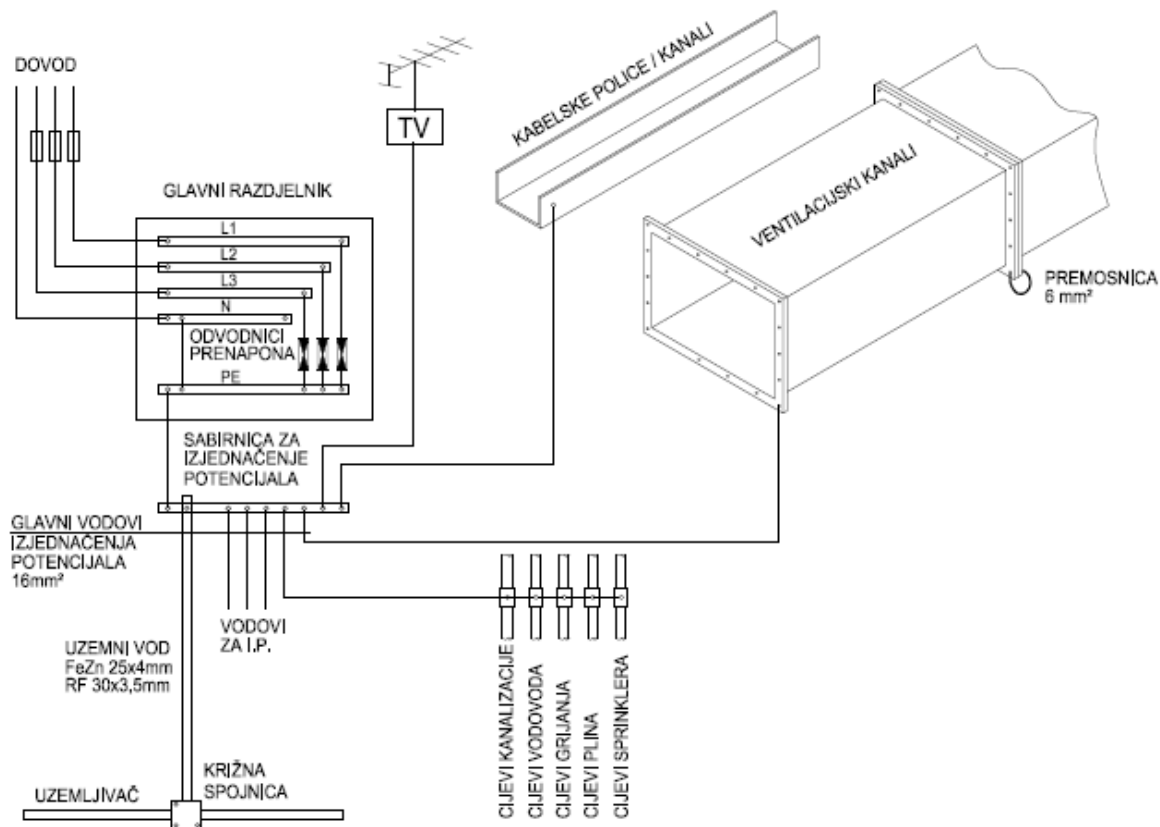 DOVOD
TV
KABELSKE POLICE / KANALI
VENTILACIJSKI KANALI
PREMOSNICA
6 mm²
GLAVNI RAZDJELNIK
L1
L2
L3
N
ODVODNICI
PRENAPONA
PE
SABIRNICA ZA
IZJEDNAČENJE
POTENCIJALA
GLAVNI VODOVI
IZJEDNAČENJA
POTENCIJALA
16mm²
VODOVI
ZA I.P.
UZEMNI VOD
FeZn 25x4mm
RF 30x3,5mm
CIJEVI KANALIZACIJE
CIJEVI VODOVODA
CIJEVI GRIJANJA
CIJEVI PLINA
CIJEVI SPRINKLERA
UZEMLJIVAČ
KRIŽNA
SPOJNICA